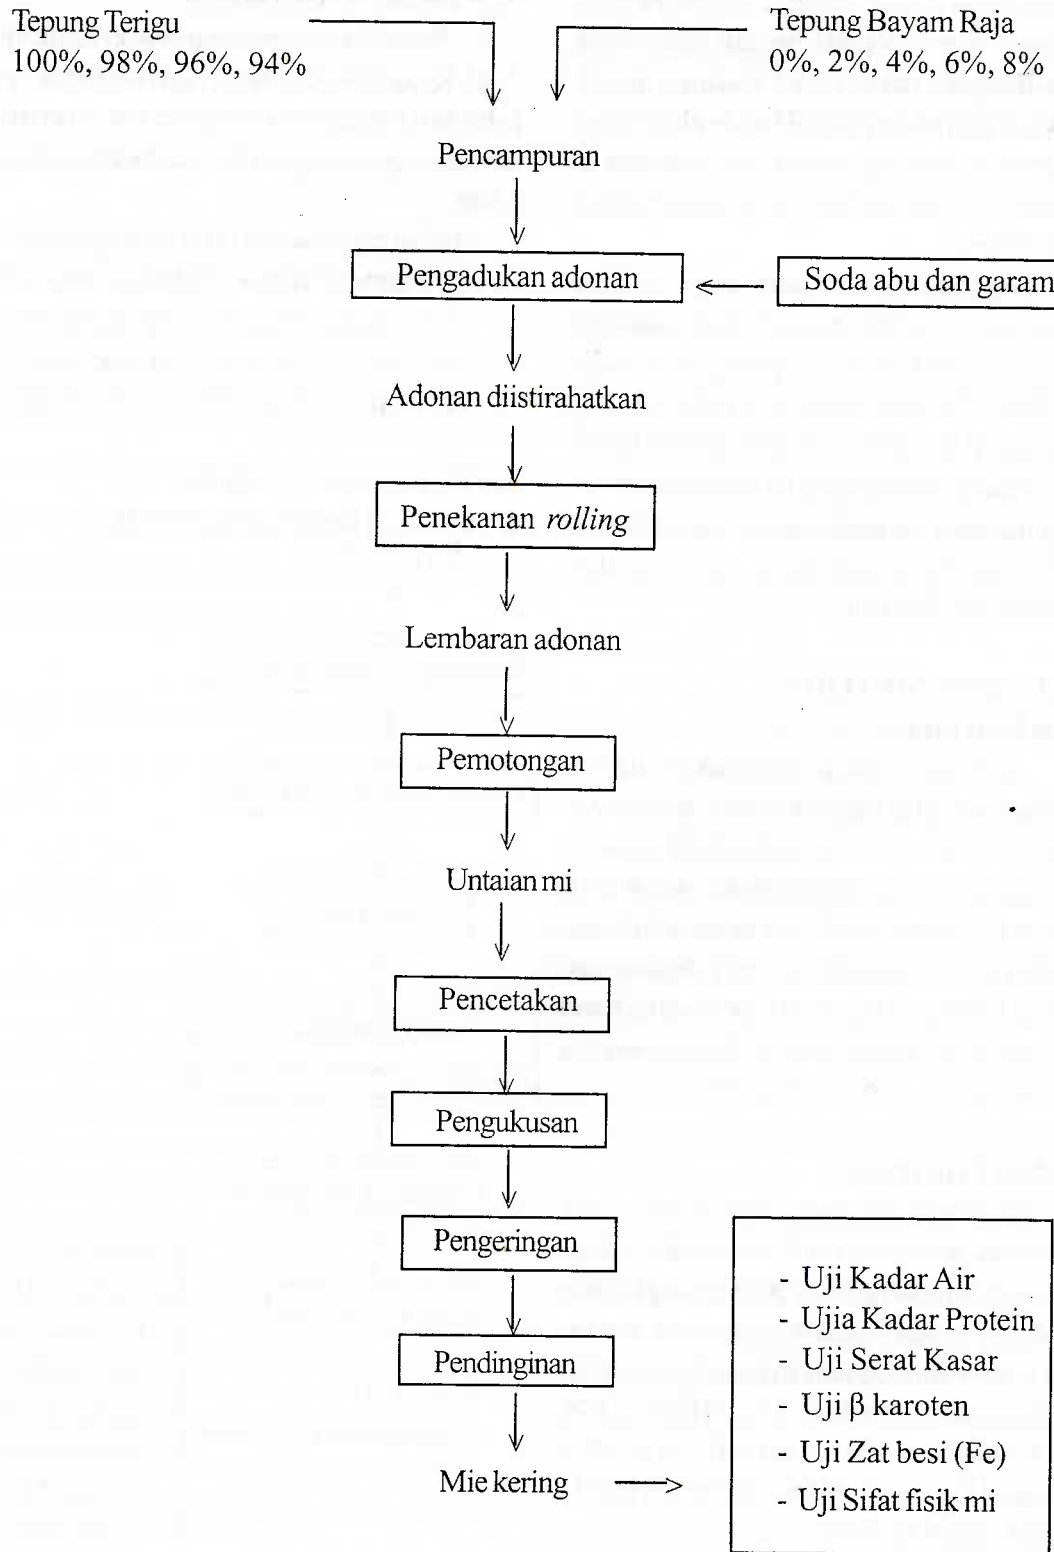 Tepung Terigu
100%, 98%, 96%, 94%
Tepung Bayam Raja
0%, 2%, 4%, 6%, 8%
Pencampuran
Pengadukan adonan
Soda abu dan garam
Adonan diistirahatkan
Penekanan rolling
Lembaran adonan
Pemotongan
Untaian mi
Pencetakan
Pengukusan
Pengeringan
Pendinginan
Mie kering
- Uji Kadar Air
- Ujia Kadar Protein
- Uji Serat Kasar
- Uji β karoten
- Uji Zat besi (Fe)
- Uji Sifat fisik mi